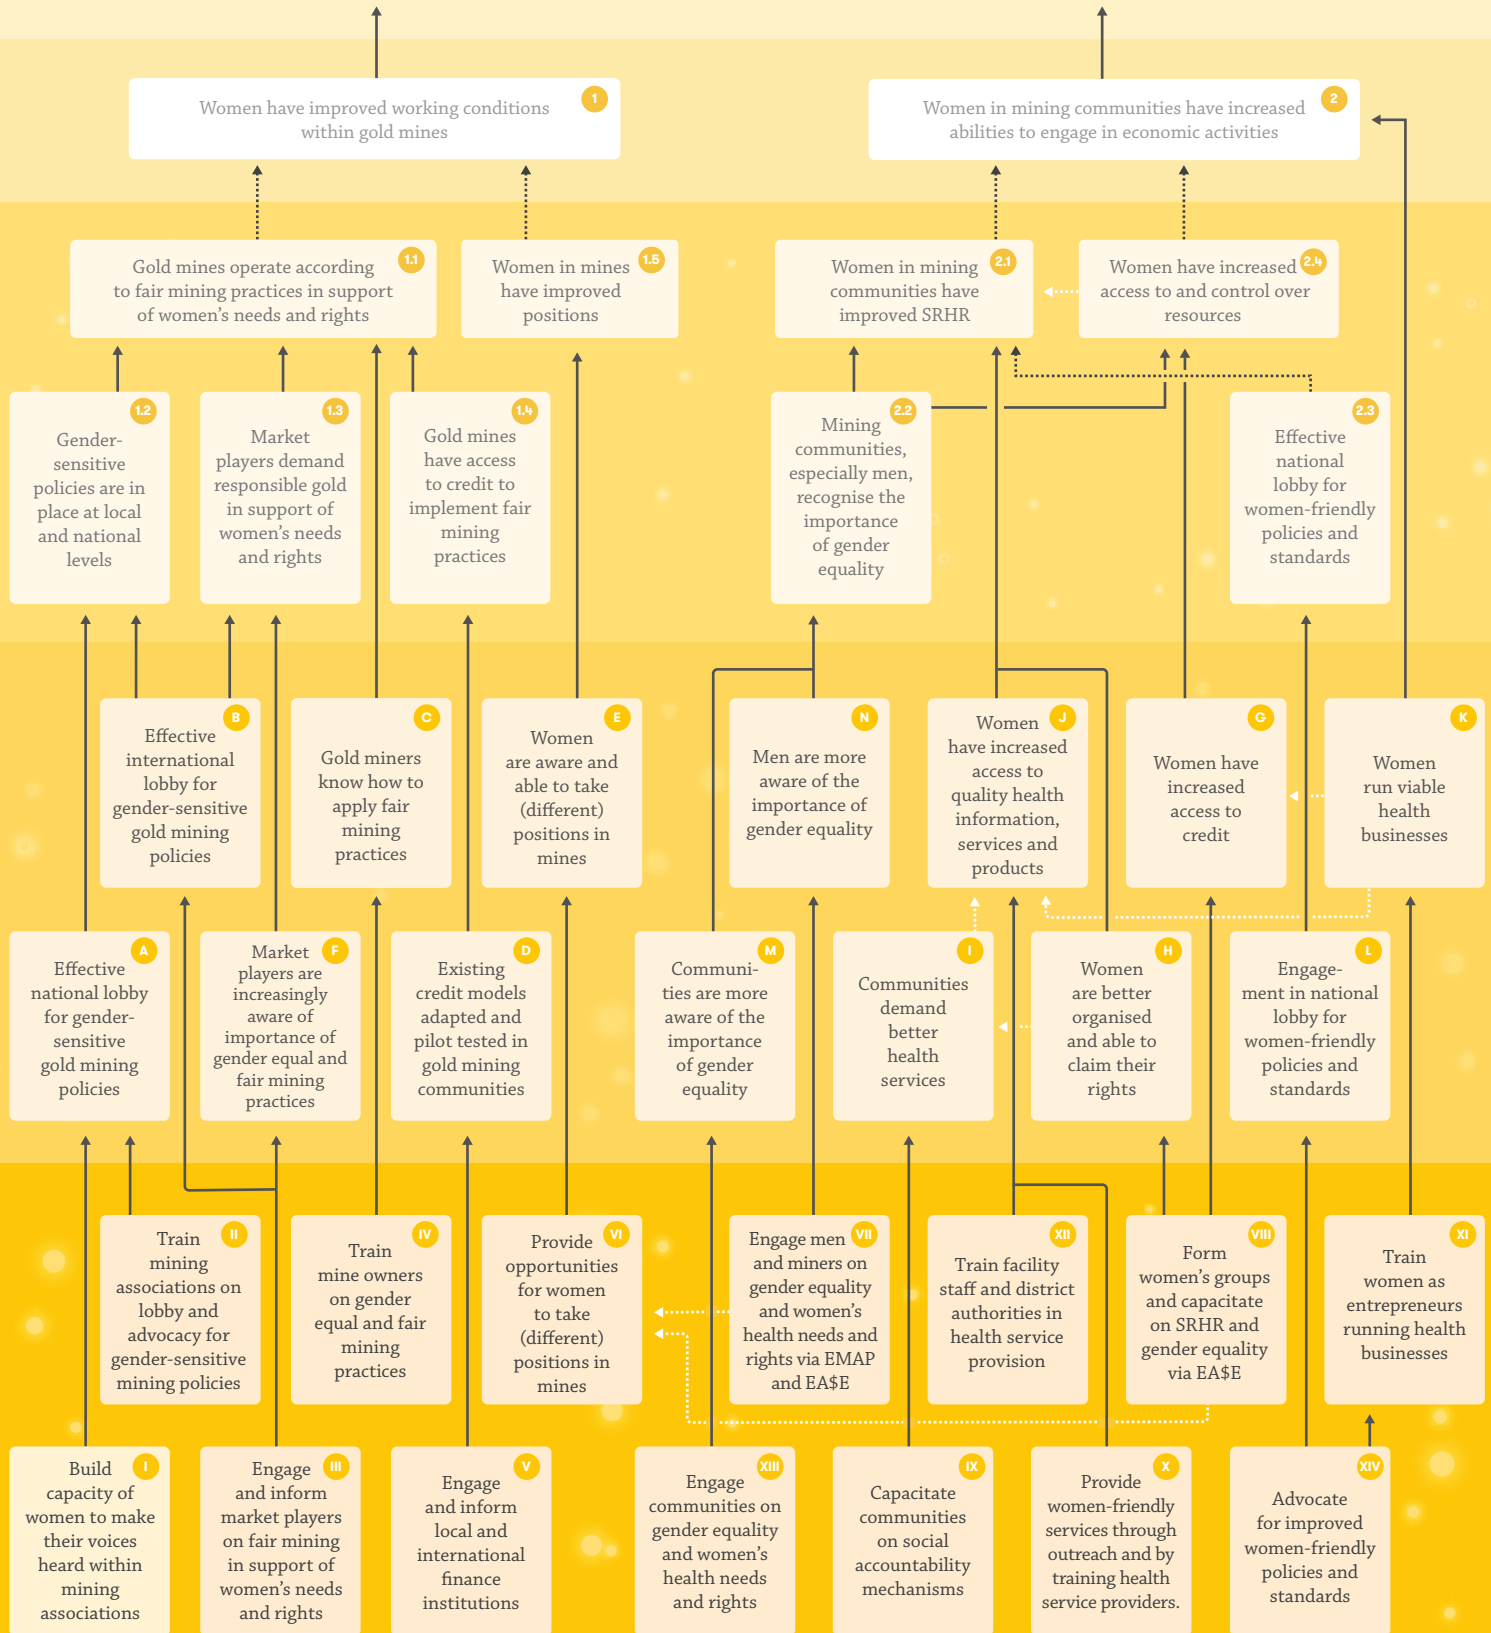 Women have improved working conditions
within gold mines
1
Women in mining communities have increased
abilities to engage in economic activities
2
Gold mines operate according
to fair mining practices in support
of women's needs and rights
1.1
Women in mines
have improved
positions
1.5
Women in mining
communities have
improved SRHR
2.1
Women have increased
access to and control over
resources
2.4
Gender-
sensitive
policies are in
place at local
and national
levels
1.2
Market
players demand
responsible gold
in support of
women's needs
and rights
1.3
Gold mines
have access
to credit to
implement fair
mining
practices
1.4
Mining
communities,
especially men,
recognise the
importance
of gender
equality
2.2
Effective
national
lobby for
women-friendly
policies and
standards
2.3
Effective
international
lobby for
gender-sensitive
gold mining
policies
B
Gold miners
know how to
apply fair
mining
practices
C
Women
are aware and
able to take
(different)
positions in
mines
E
Men are more
aware of the
importance of
gender equality
N
Women
have increased
access to
quality health
information,
services and
products
J
Women have
increased
access to
credit
G
Women
run viable
health
businesses
K
Effective
national lobby
for gender-
sensitive
gold mining
policies
A
Market
players are
increasingly
aware of
importance of
gender equal and
fair mining
practices
F
Existing
credit models
adapted and
pilot tested in
gold mining
communities
D
Communi-
ties are more
aware of the
importance
of gender
equality
M
Communities
demand
better
health
services
I
Women
are better
organised
and able to
claim their
rights
H
Engage-
ment in national
lobby for
women-friendly
policies and
standards
L
Train
mining
associations on
lobby and
advocacy for
gender-sensitive
mining policies
II
Train
mine owners
on gender
equal and fair
mining
practices
IV
Provide
opportunities
for women
to take
(different)
positions in
mines
VI
Engage men
and miners on
gender equality
and women's
health needs and
rights via EMAP
and EA$E
VII
Train facility
staff and district
authorities in
health service
provision
XII
Form
women's groups
and capacitate
on SRHR and
gender equality
via EA$E
VIII
Train
women as
entrepreneurs
running health
businesses
XI
Build
capacity of
women to make
their voices
heard within
mining
associations
I
Engage
and inform
market players
on fair mining
in support of
women's needs
and rights
III
Engage
and inform
local and
international
finance
institutions
V
Engage
communities on
gender equality
and women's
health needs
and rights
XIII
Capacitate
communities
on social
accountability
mechanisms
IX
Provide
women-friendly
services through
outreach and by
training health
service providers.
X
Advocate
for improved
women-friendly
policies and
standards
XIV